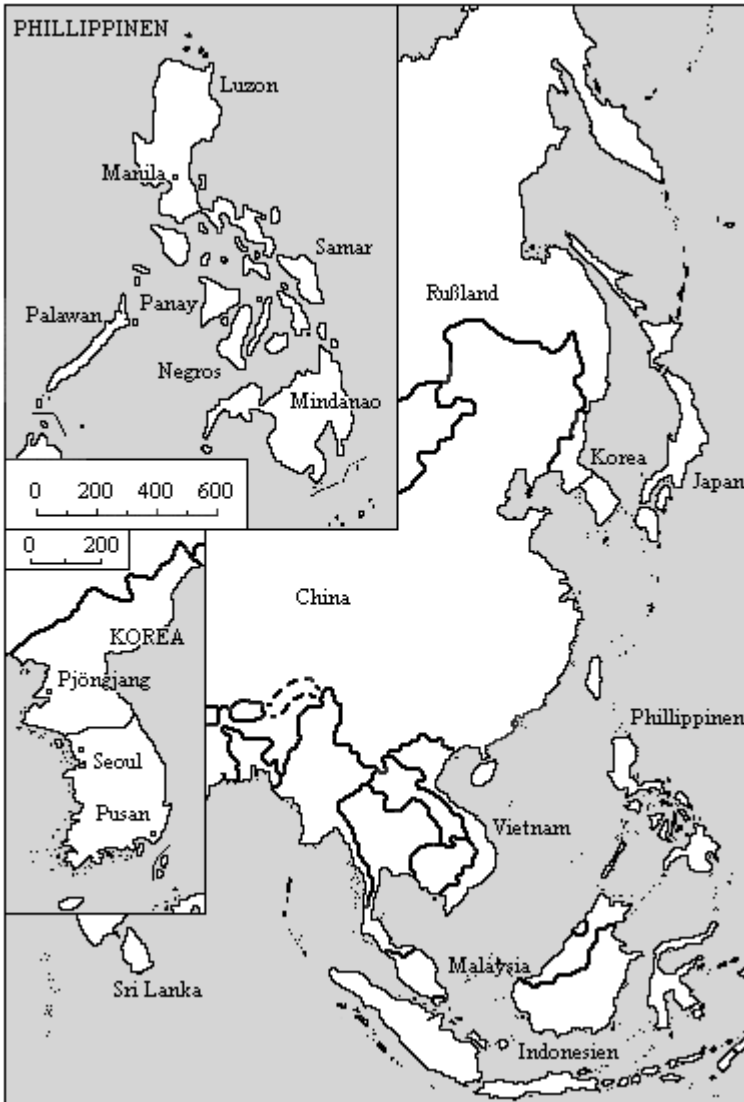 PHILLIPPINEN
Luzon
Manila
Samar
Palawan
Panay
Negros
Mindanao
0 200 400 600
0 200
KOREA
Pjöngjang
Seoul
Pusan
Rußland
Korea
Japan
China
Phillippinen
Vietnam
Malaysia
Sri Lanka
Indonesien